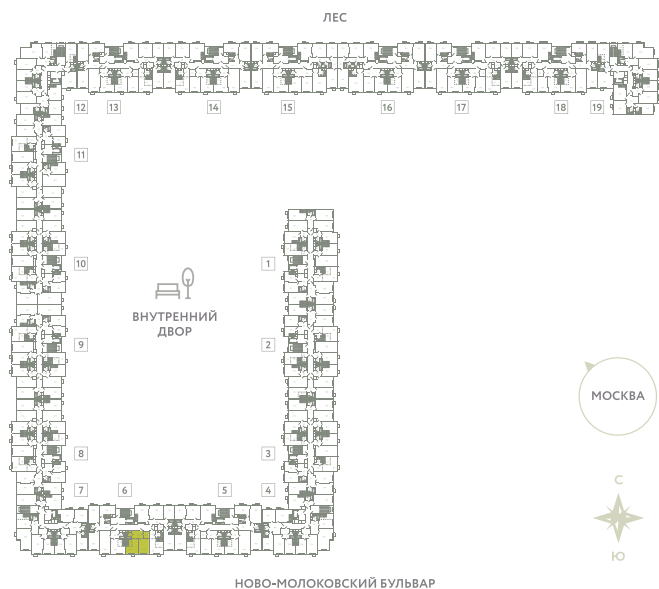 ЛЕС
12 13 14 15 16 17 18 19
11
10 1
ВНУТРЕННИЙ
ДВОР
9 2
МОСКВА
8 3
С
7 6 5 4
Ю
НОВО-МОЛОКОВСКИЙ БУЛЬВАР